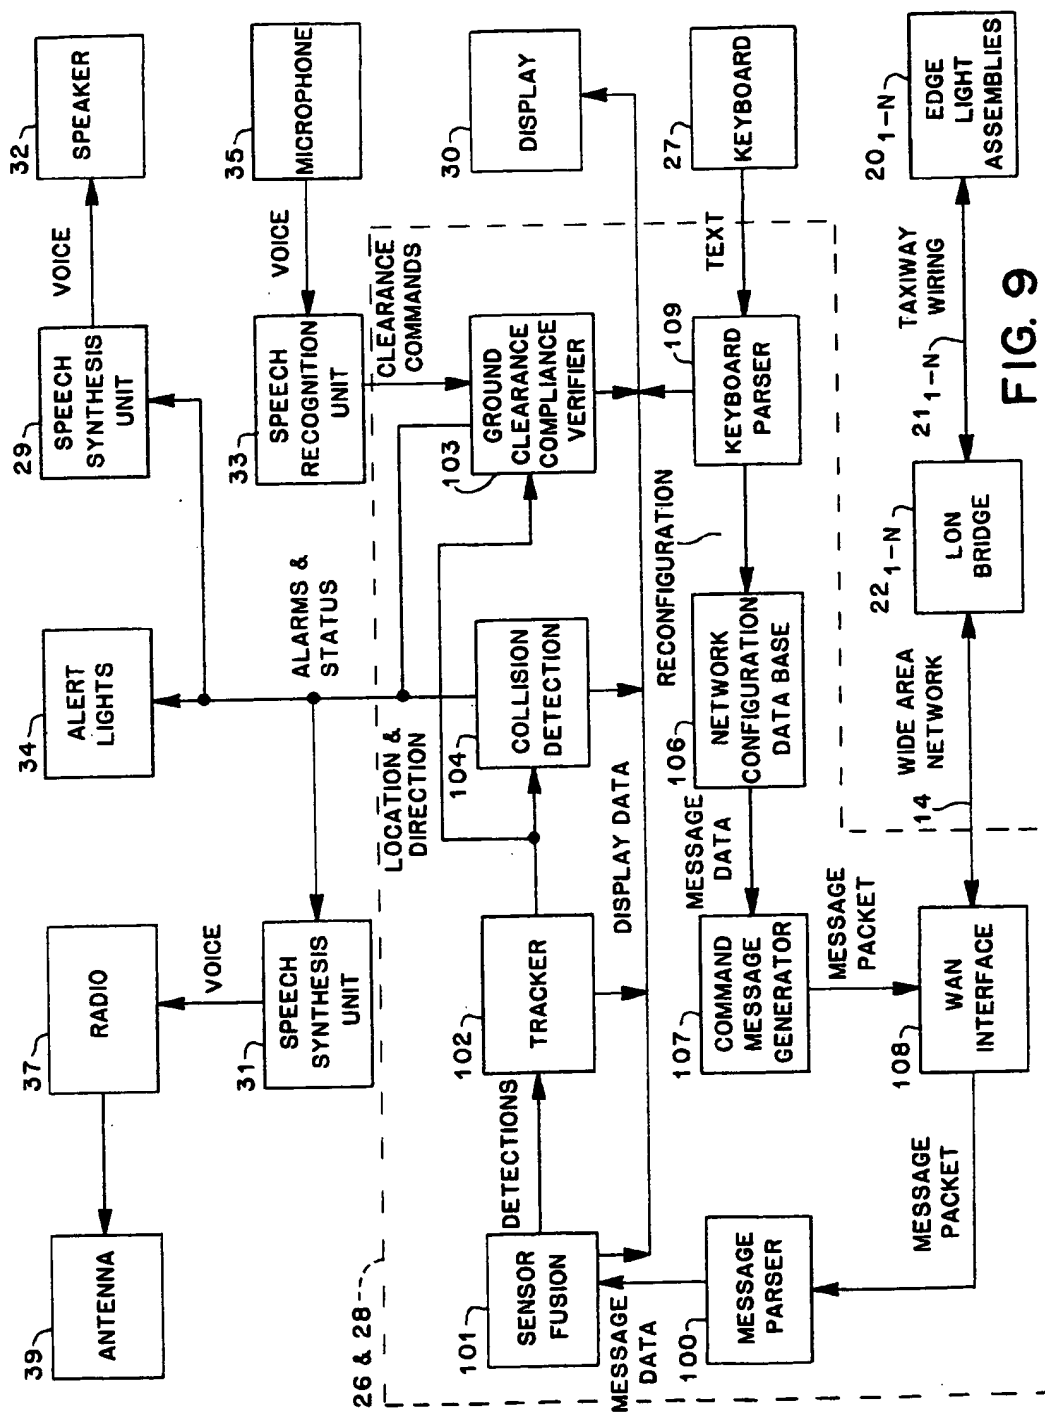 39
ANTENNA
37
RADIO
34
ALERT
LIGHTS
29
SPEECH
SYNTHESIS
UNIT
VOICE
32
SPEAKER
VOICE
31
SPEECH
SYNTHESIS
UNIT
ALARMS &
STATUS
33
SPEECH
RECOGNITION
UNIT
VOICE
35
MICROPHONE
26 & 28
LOCATION &
DIRECTION
CLEARANCE
COMMANDS
101
SENSOR
FUSION
DETECTIONS
102
TRACKER
104
COLLISION
DETECTION
103
GROUND
CLEARANCE
COMPLIANCE
VERIFIER
30
DISPLAY
MESSAGE
DATA
DISPLAY DATA
RECONFIGURATION
109
TEXT
27
KEYBOARD
100
MESSAGE
PARSER
107
COMMAND
MESSAGE
GENERATOR
MESSAGE
DATA
106
NETWORK
CONFIGURATION
DATA BASE
KEYBOARD
PARSER
MESSAGE
PACKET
MESSAGE
PACKET
108
WAN
INTERFACE
14
WIDE AREA
NETWORK
22 1-N
LON
BRIDGE
21 1-N
TAXIWAY
WIRING
20 1-N
EDGE
LIGHT
ASSEMBLIES
FIG. 9